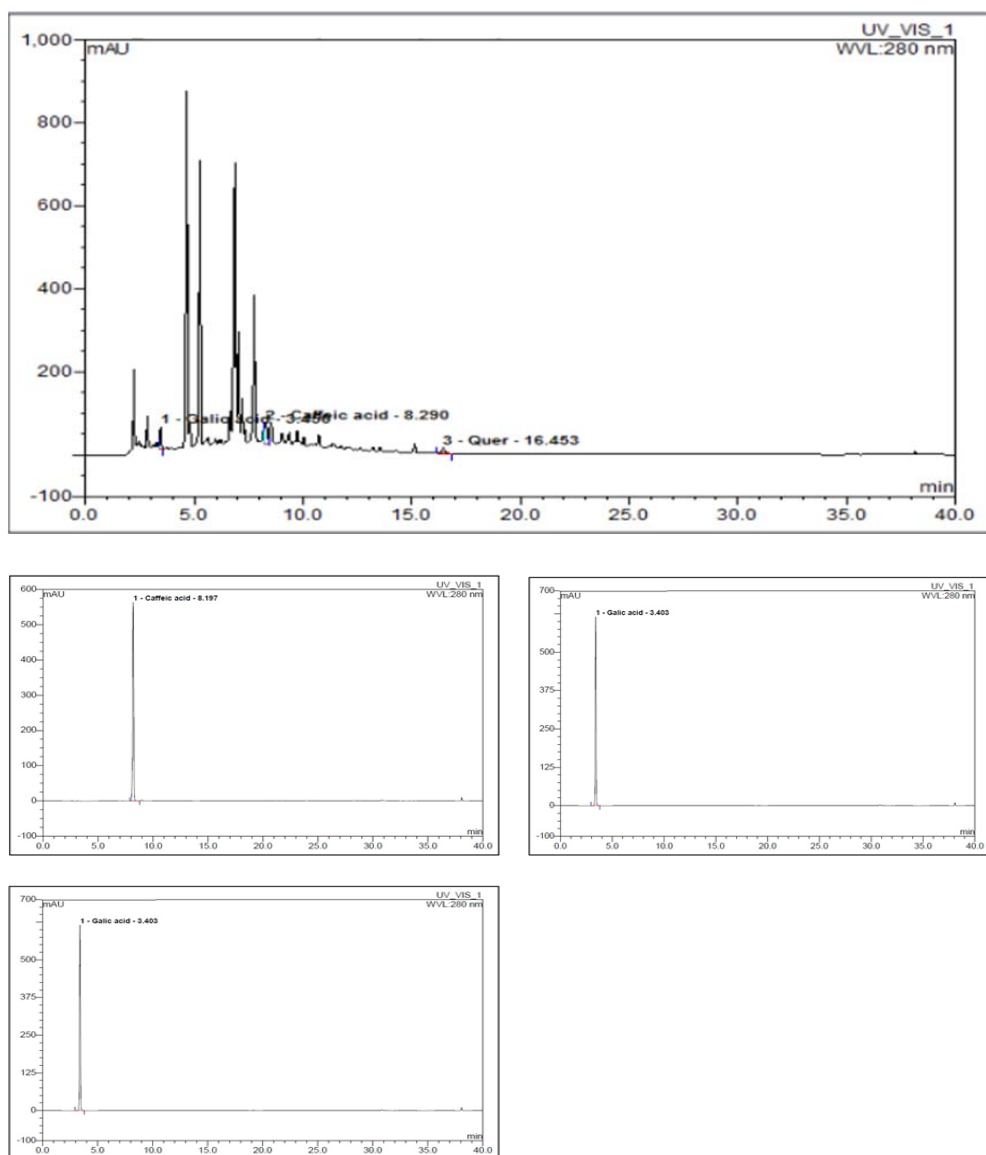 UV_VIS_1
WVL:280 nm
1,000
mAU
800
600
400
200
1 - Galic acid - 3.456
2 - Caffeic acid - 8.290
3 - Quer - 16.453
-100
min
0.0 5.0 10.0 15.0 20.0 25.0 30.0 35.0 40.0
UV_VIS_1
WVL:280 nm
600
mAU
1 - Caffeic acid - 8.197
500
400
300
200
100
0
-100
min
0.0 5.0 10.0 15.0 20.0 25.0 30.0 35.0 40.0
UV_VIS_1
WVL:280 nm
700
mAU
1 - Galic acid - 3.403
500
375
250
125
0
-100
min
0.0 5.0 10.0 15.0 20.0 25.0 30.0 35.0 40.0
UV_VIS_1
WVL:280 nm
700
mAU
1 - Galic acid - 3.403
500
375
250
125
0
-100
min
0.0 5.0 10.0 15.0 20.0 25.0 30.0 35.0 40.0